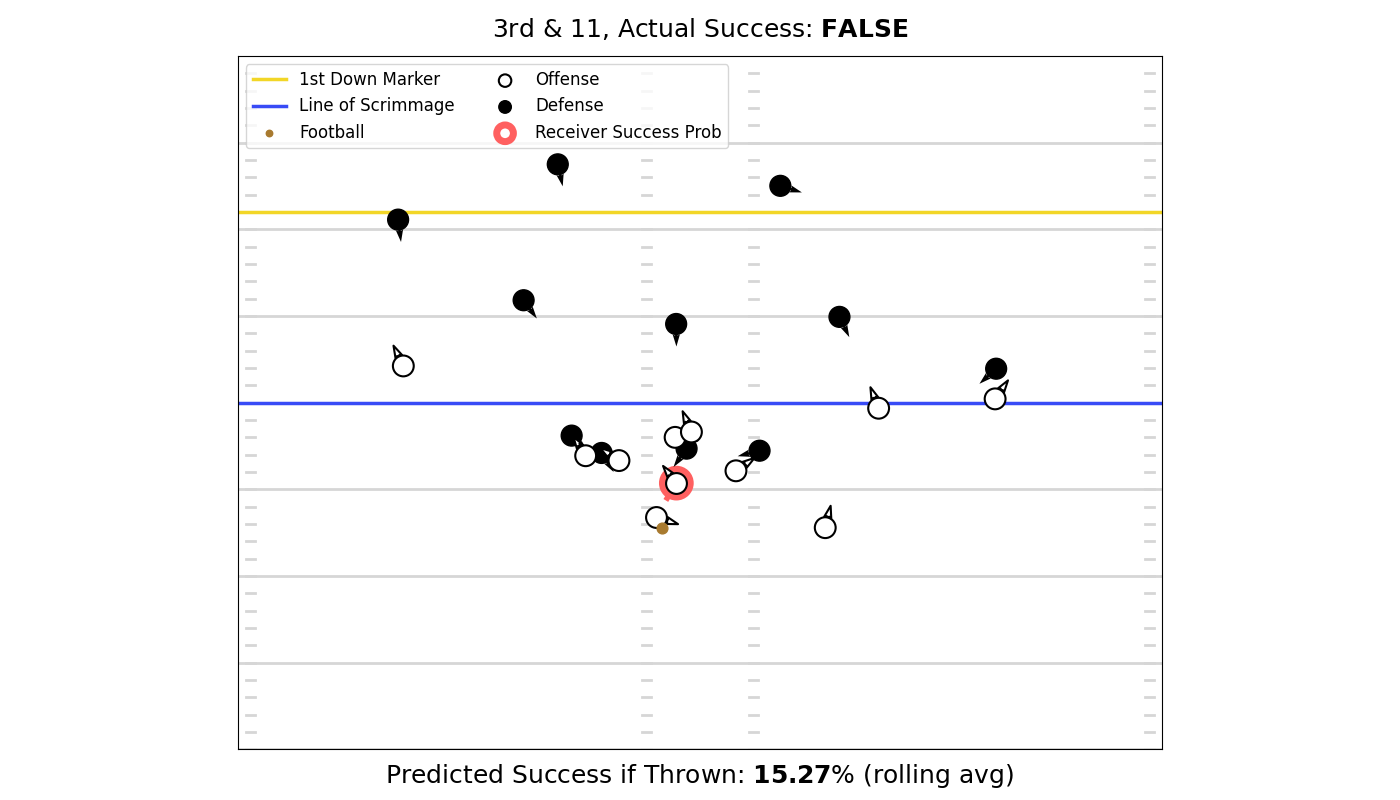 3rd & 11, Actual Success: FALSE
1st Down Marker
Line of Scrimmage
Football
Offense
Defense
Receiver Success Prob
Predicted Success if Thrown: 15.27% (rolling avg)